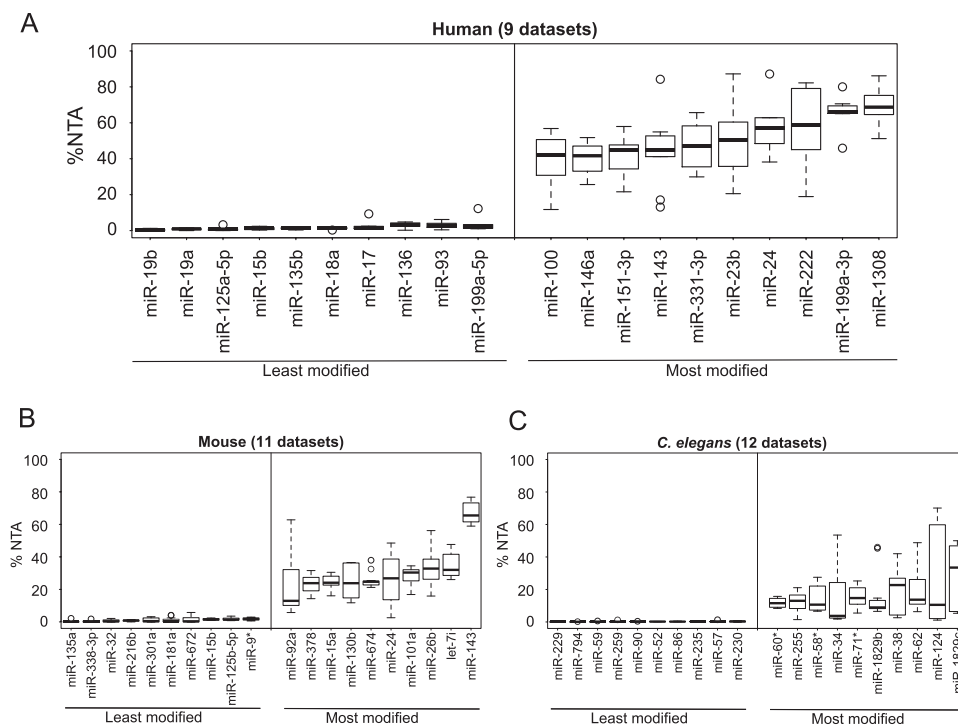 A
Human (9 datasets)
%NTA
100
80
60
40
20
0
miR-19b
miR-19a
miR-125a-5p
miR-15b
miR-135b
miR-18a
miR-17
miR-136
miR-93
miR-199a-5p
miR-100
miR-146a
miR-151-3p
miR-143
miR-331-3p
miR-23b
miR-24
miR-222
miR-199a-3p
miR-1308
Least modified
Most modified
B
Mouse (11 datasets)
% NTA
100
80
60
40
20
0
miR-135a
miR-338-3p
miR-32
miR-216b
miR-301a
miR-181a
miR-672
miR-15b
miR-125b-5p
miR-9*
miR-92a
miR-378
miR-15a
miR-130b
miR-674
miR-24
miR-101a
miR-26b
let-7i
miR-143
Least modified
Most modified
C
C. elegans (12 datasets)
% NTA
100
80
60
40
20
0
miR-229
miR-794
miR-59
miR-259
miR-90
miR-52
miR-86
miR-235
miR-57
miR-230
miR-60*
miR-255
miR-58*
miR-34
miR-71*
miR-1829b
miR-38
miR-62
miR-124
Least modified
Most modified